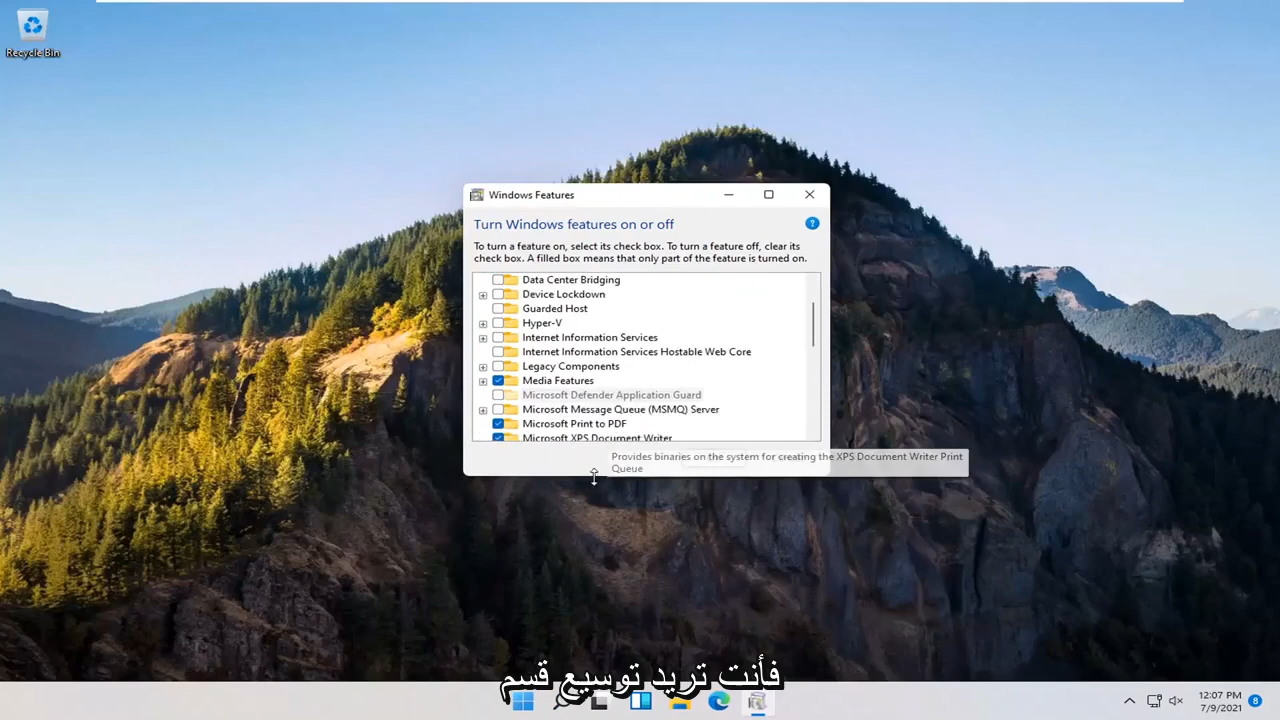 Recycle Bin
Windows Features
Turn Windows features on or off
To turn a feature on, select its check box. To turn a feature off, clear its
check box. A filled box means that only part of the feature is turned on.
Data Center Bridging
Device Lockdown
Guarded Host
Hyper-V
Internet Information Services
Internet Information Services Hostable Web Core
Legacy Components
Media Features
Microsoft Defender Application Guard
Microsoft Message Queue (MSMQ) Server
Microsoft Print to PDF
Microsoft XPS Document Writer
Provides binaries on the system for creating the XPS Document Writer Print
Queue
فأنت تريد توسيع قسم
12:07 PM
7/9/2021
8